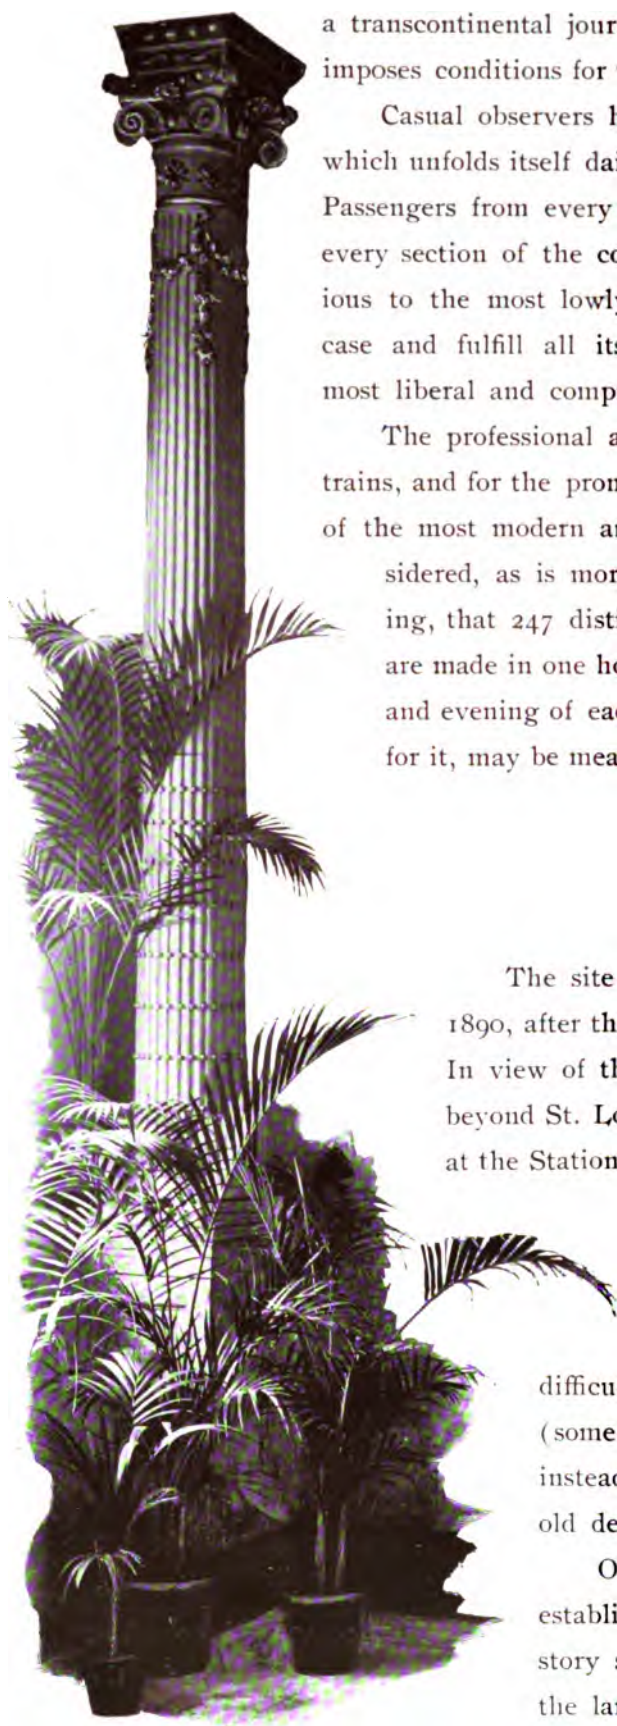 a transcontinental jour
imposes conditions for
Casual observers h
which unfolds itself dai
Passengers from every
every section of the co
ious to the most lowly
case and fulfill all its
most liberal and comp
The professional a
trains, and for the pron
of the most modern an
sidered, as is mor
ing, that 247 disti
are made in one ho
and evening of eac
for it, may be mea
The site
1890, after th
In view of th
beyond St. Lo
at the Station
difficu
(some
instead
old de
O
establi
story s
the lar